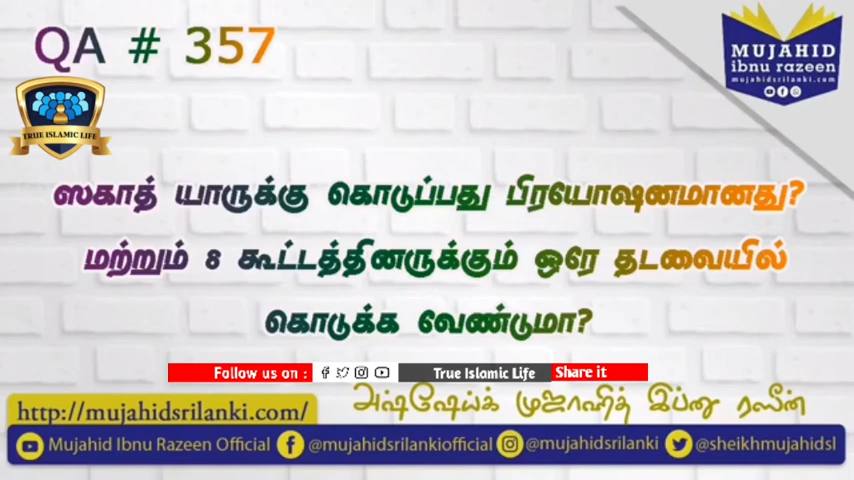 QA # 357
MUJAHID
ibnu razeen
mujahidsrilanki.com
TRUE ISLAMIC LIFE
ஸகாத் யாருக்கு கொடுப்பது பிரயோஷனமானது?
மற்றும் 8 கூட்டத்தினருக்கும் ஒரே தடவையில்
கொடுக்க வேண்டுமா?
Follow us on : True Islamic Life Share it
அஷ்ஷேய்க் முஜாஹித் இப்னு ரஸீன்
http://mujahidsrilanki.com/
Mujahid Ibnu Razeen Official @mujahidsrilankiofficial @mujahidsrilanki @sheikhmujahidsl